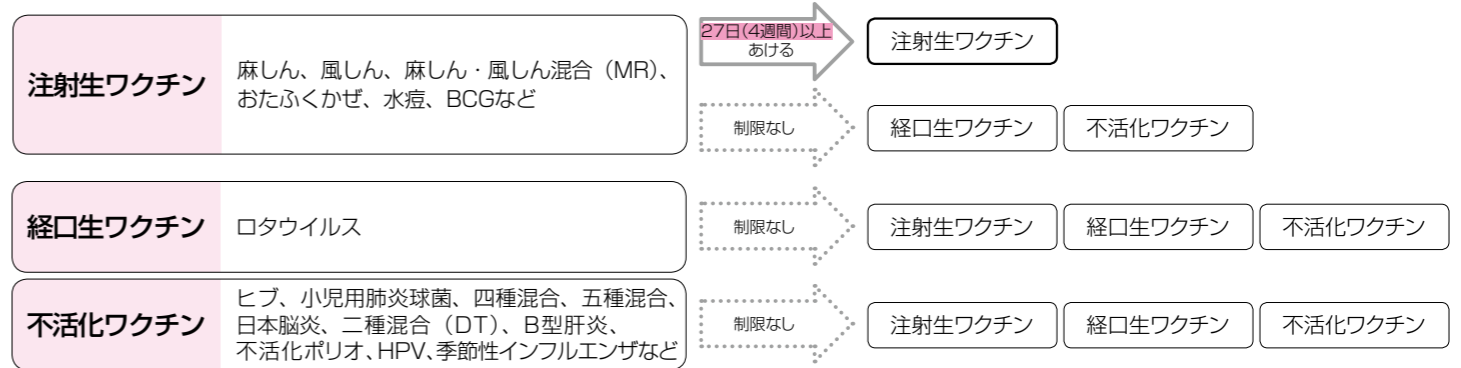 注射生ワクチン
麻しん、風しん、麻しん・風しん混合（MR）、
おたふくかぜ、水痘、BCGなど
27日（4週間）以上
あける
注射生ワクチン
制限なし
経口生ワクチン
不活化ワクチン
経口生ワクチン
ロタウイルス
制限なし
注射生ワクチン
経口生ワクチン
不活化ワクチン
不活化ワクチン
ヒブ、小児用肺炎球菌、四種混合、五種混合、
日本脳炎、二種混合（DT）、B型肝炎、
不活化ポリオ、HPV、季節性インフルエンザなど
制限なし
注射生ワクチン
経口生ワクチン
不活化ワクチン